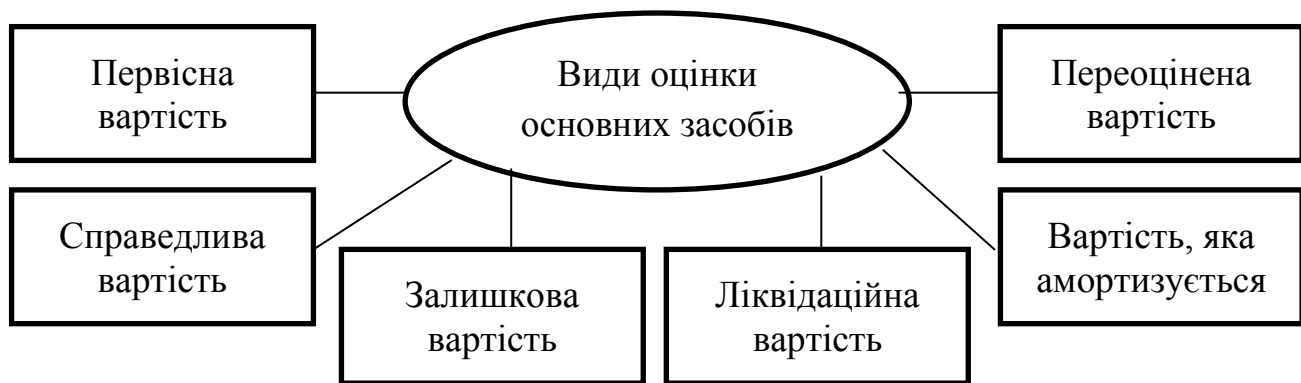 Первісна
вартість
Види оцінки
основних засобів
Переоцінена
вартість
Справедлива
вартість
Залишкова
вартість
Ліквідаційна
вартість
Вартість, яка
амортизується